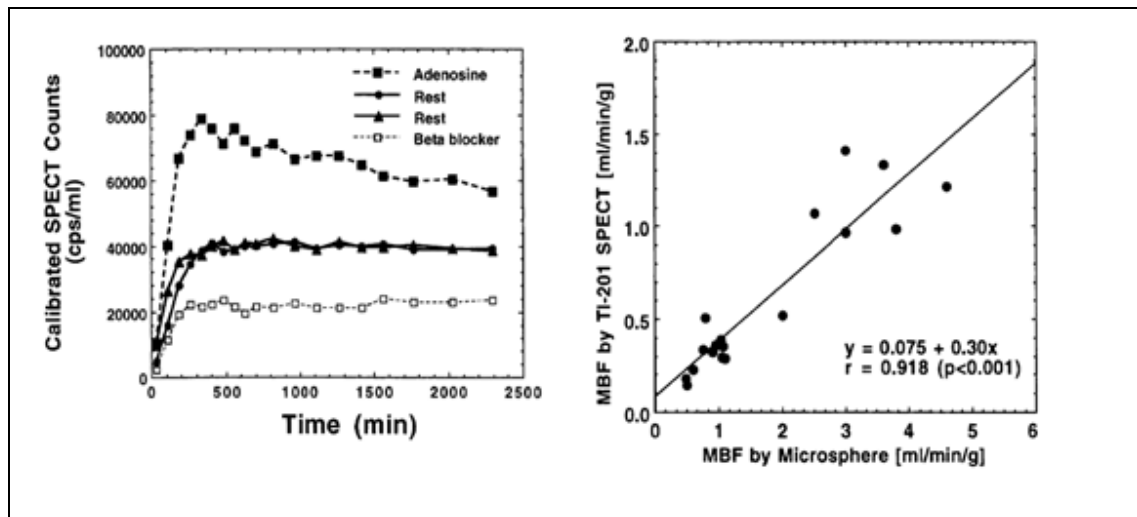 Calibrated SPECT Counts
(cps/ml)
100000
80000
60000
40000
20000
0
Adenosine
Rest
Rest
Beta blocker
0 500 1000 1500 2000 2500
Time (min)
MBF by Tl-201 SPECT [ml/min/g]
2.0
1.5
1.0
0.5
0.0
y = 0.075 + 0.30x
r = 0.918 (p<0.001)
0 1 2 3 4 5 6
MBF by Microsphere [ml/min/g]